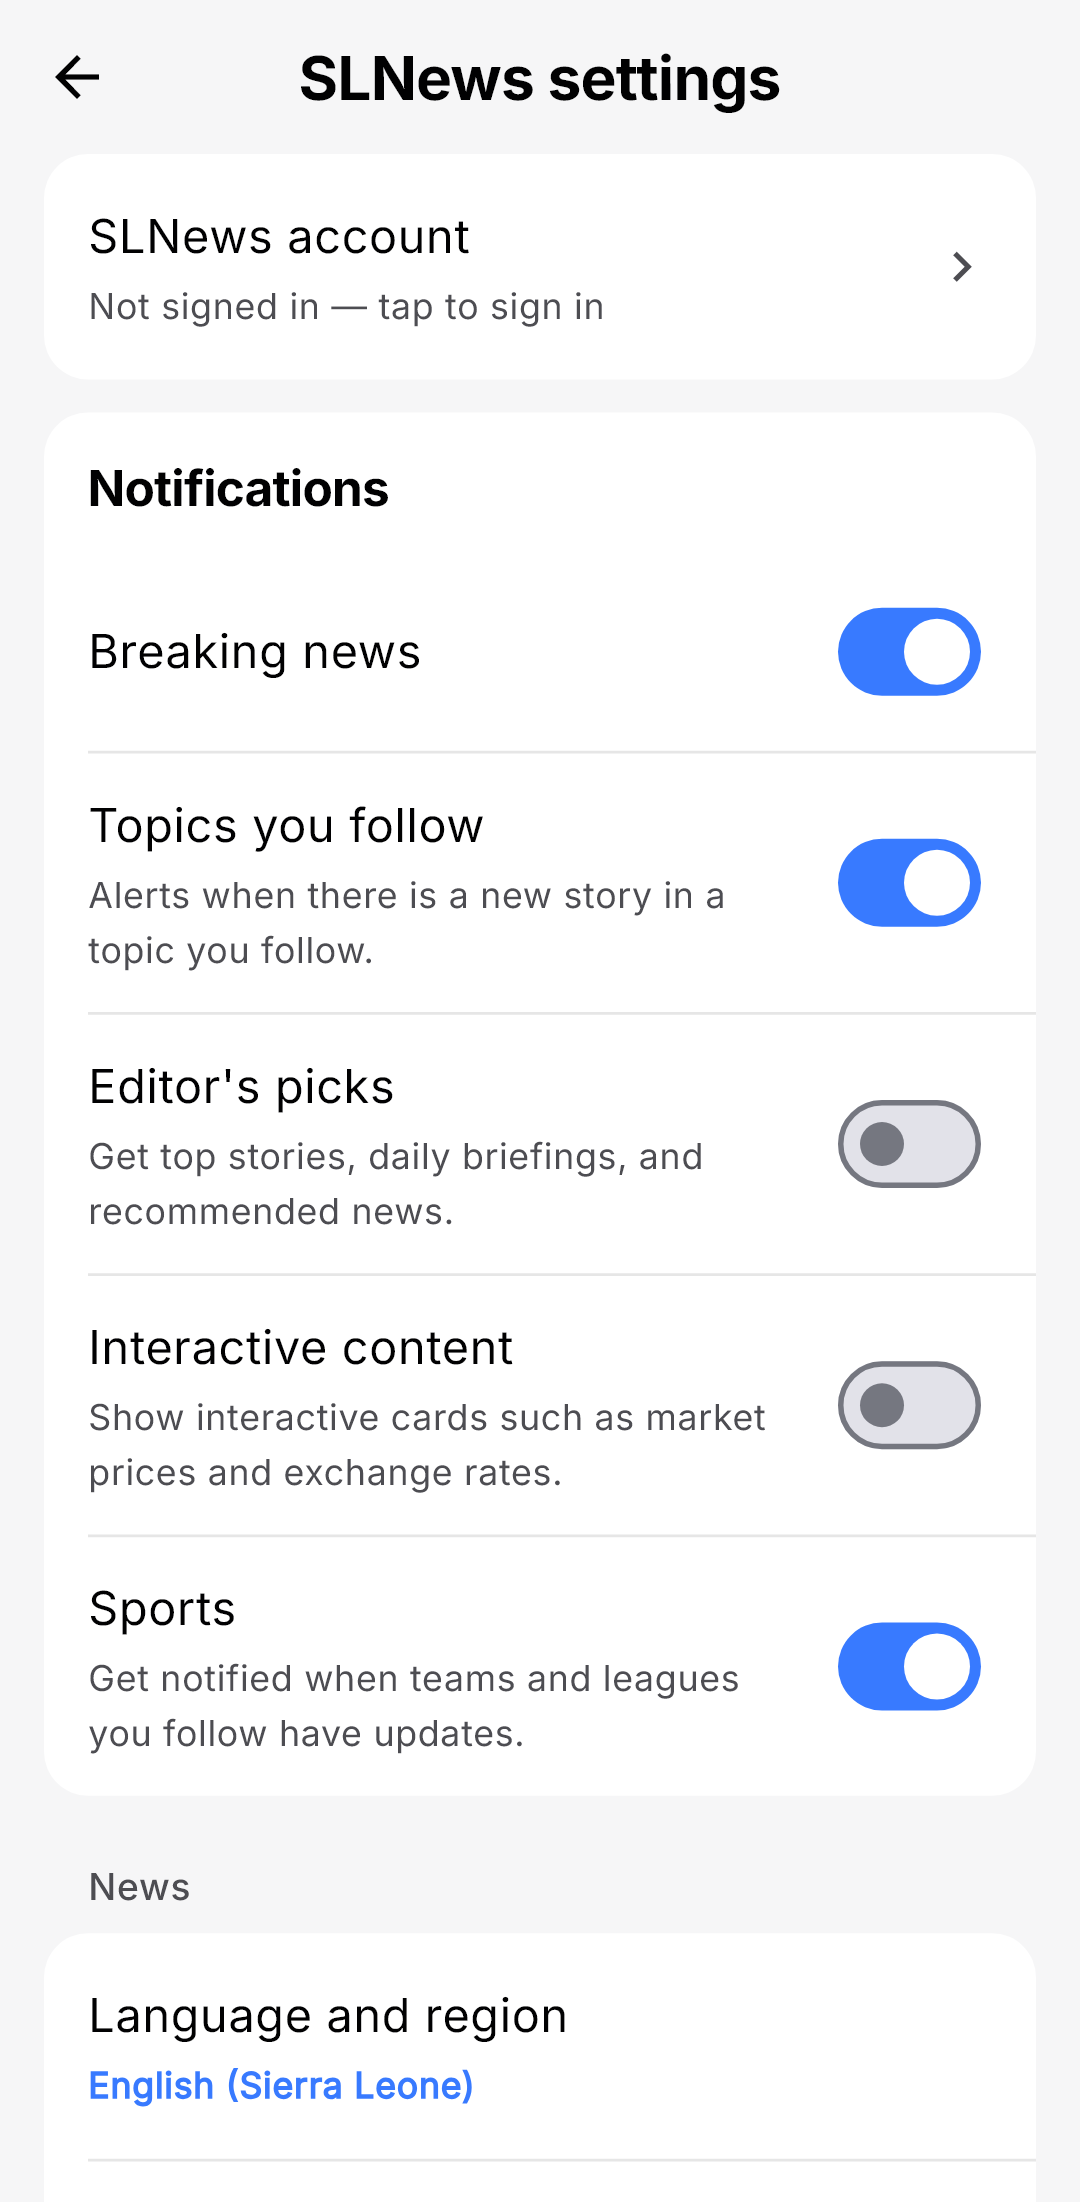 SLNews settings
SLNews account
Not signed in — tap to sign in
Notifications
Breaking news
Topics you follow
Alerts when there is a new story in a
topic you follow.
Editor's picks
Get top stories, daily briefings, and
recommended news.
Interactive content
Show interactive cards such as market
prices and exchange rates.
Sports
Get notified when teams and leagues
you follow have updates.
News
Language and region
English (Sierra Leone)